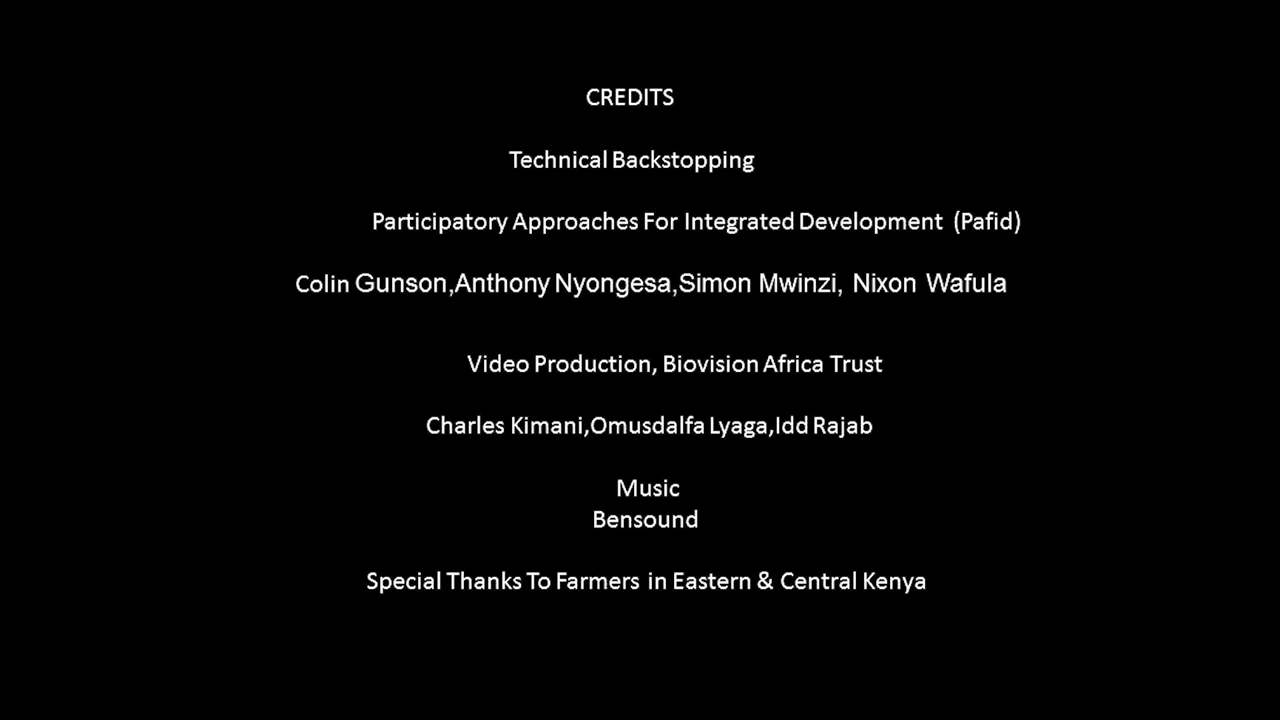 CREDITS
Technical Backstopping
Participatory Approaches For Integrated Development (Pafid)
Colin Gunson,Anthony Nyongesa,Simon Mwinzi, Nixon Wafula
Video Production, Biovision Africa Trust
Charles Kimani,Omusdalfa Lyaga,Idd Rajab
Music
Bensound
Special Thanks To Farmers in Eastern & Central Kenya